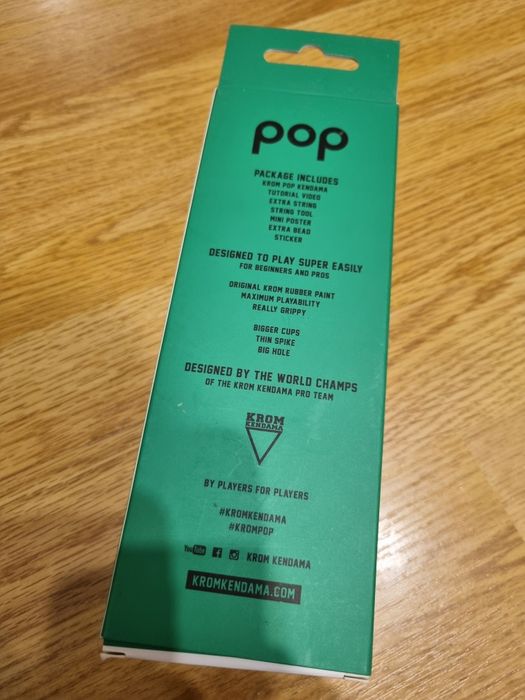 pop
PACKAGE INCLUDES
KROM POP KENDAMA
TUTORIAL VIDEO
EXTRA STRING
STRING TOOL
MINI POSTER
EXTRA BEAD
STICKER
DESIGNED TO PLAY SUPER EASILY
FOR BEGINNERS AND PROS
ORIGINAL KROM RUBBER PAINT
MAXIMUM PLAYABILITY
REALLY GRIPPY
BIGGER CUPS
THIN SPIKE
BIG HOLE
DESIGNED BY THE WORLD CHAMPS
OF THE KROM KENDAMA PRO TEAM
KROM
KENDAMA
BY PLAYERS FOR PLAYERS
#KROMKENDAMA
#KROMPOP
YouTube f KROM KENDAMA
KROMKENDAMA.COM